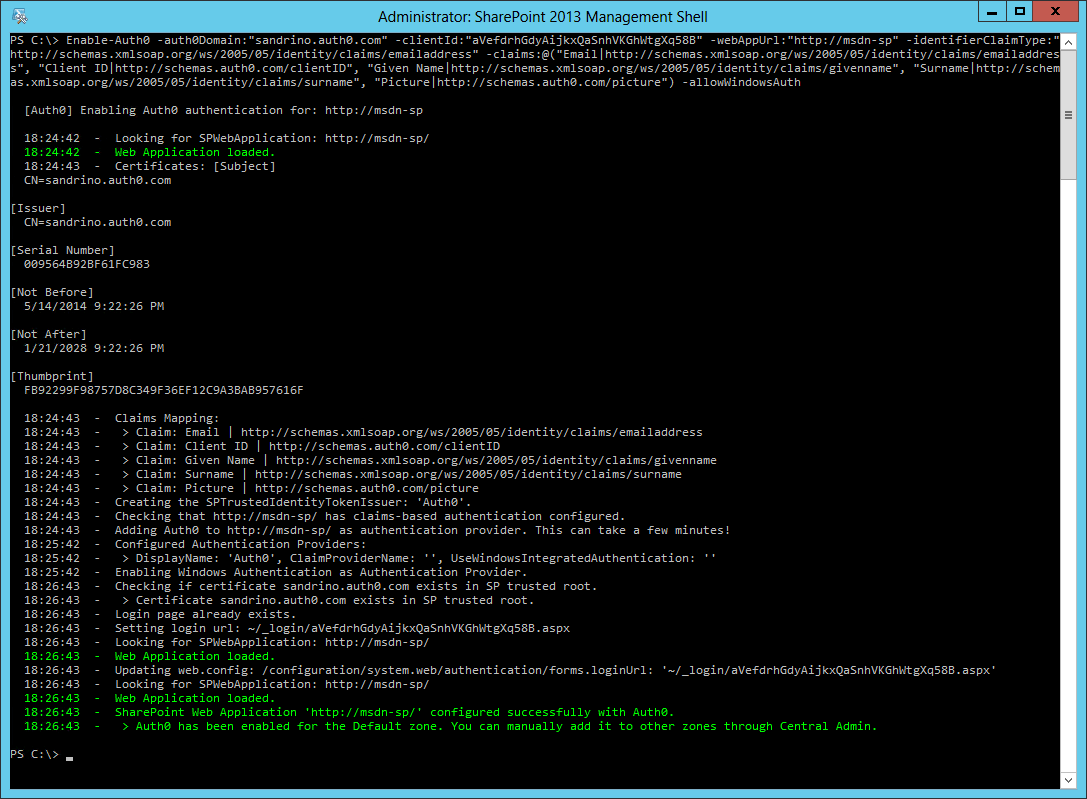 Administrator: SharePoint 2013 Management Shell
PS C:\> Enable-Auth0 -auth0Domain:"sandrino.auth0.com" -clientId:"aVefdrhGdyAijkxQaSnhVKGhWtgXq58B" -webAppUrl:"http://msdn-sp" -identifierClaimType:"
http://schemas.xmlsoap.org/ws/2005/05/identity/claims/emailaddress" -claims:@("Email|http://schemas.xmlsoap.org/ws/2005/05/identity/claims/emailaddres
s", "Client ID|http://schemas.auth0.com/clientID", "Given Name|http://schemas.xmlsoap.org/ws/2005/05/identity/claims/givenname", "Surname|http://schem
as.xmlsoap.org/ws/2005/05/identity/claims/surname", "Picture|http://schemas.auth0.com/picture") -allowWindowsAuth
[Auth0] Enabling Auth0 authentication for: http://msdn-sp
18:24:42 - Looking for SPWebApplication: http://msdn-sp/
18:24:42 - Web Application loaded.
18:24:43 - Certificates: [Subject]
CN=sandrino.auth0.com
[Issuer]
CN=sandrino.auth0.com
[Serial Number]
009564B92BF61FC983
[Not Before]
5/14/2014 9:22:26 PM
[Not After]
1/21/2028 9:22:26 PM
[Thumbprint]
FB92299F98757D8C349F36EF12C9A3BAB957616F
18:24:43 - Claims Mapping:
18:24:43 - > Claim: Email | http://schemas.xmlsoap.org/ws/2005/05/identity/claims/emailaddress
18:24:43 - > Claim: Client ID | http://schemas.auth0.com/clientID
18:24:43 - > Claim: Given Name | http://schemas.xmlsoap.org/ws/2005/05/identity/claims/givenname
18:24:43 - > Claim: Surname | http://schemas.xmlsoap.org/ws/2005/05/identity/claims/surname
18:24:43 - > Claim: Picture | http://schemas.auth0.com/picture
18:24:43 - Creating the SPTrustedIdentityTokenIssuer: 'Auth0'.
18:24:43 - Checking that http://msdn-sp/ has claims-based authentication configured.
18:24:43 - Adding Auth0 to http://msdn-sp/ as authentication provider. This can take a few minutes!
18:25:42 - Configured Authentication Providers:
18:25:42 - > DisplayName: 'Auth0', ClaimProviderName: '', UseWindowsIntegratedAuthentication: ''
18:25:42 - Enabling Windows Authentication as Authentication Provider.
18:26:43 - Checking if certificate sandrino.auth0.com exists in SP trusted root.
18:26:43 - > Certificate sandrino.auth0.com exists in SP trusted root.
18:26:43 - Login page already exists.
18:26:43 - Setting login url: ~/_login/aVefdrhGdyAijkxQaSnhVKGhWtgXq58B.aspx
18:26:43 - Looking for SPWebApplication: http://msdn-sp/
18:26:43 - Web Application loaded.
18:26:43 - Updating web.config: /configuration/system.web/authentication/forms.loginUrl: '~/_login/aVefdrhGdyAijkxQaSnhVKGhWtgXq58B.aspx'
18:26:43 - Looking for SPWebApplication: http://msdn-sp/
18:26:43 - Web Application loaded.
18:26:43 - SharePoint Web Application 'http://msdn-sp/' configured successfully with Auth0.
18:26:43 - > Auth0 has been enabled for the Default zone. You can manually add it to other zones through Central Admin.
PS C:\> _